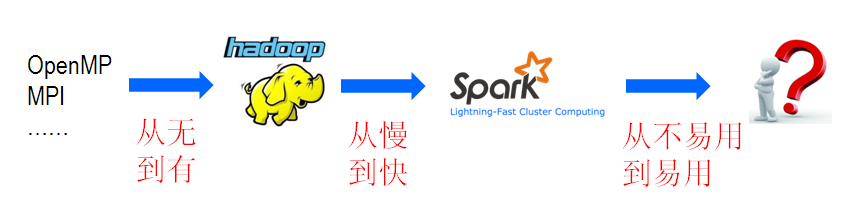 OpenMP
MPI
……
从无
到有
hadoop
从慢
到快
Spark
Lightning-Fast Cluster Computing
从不易用
到易用
?